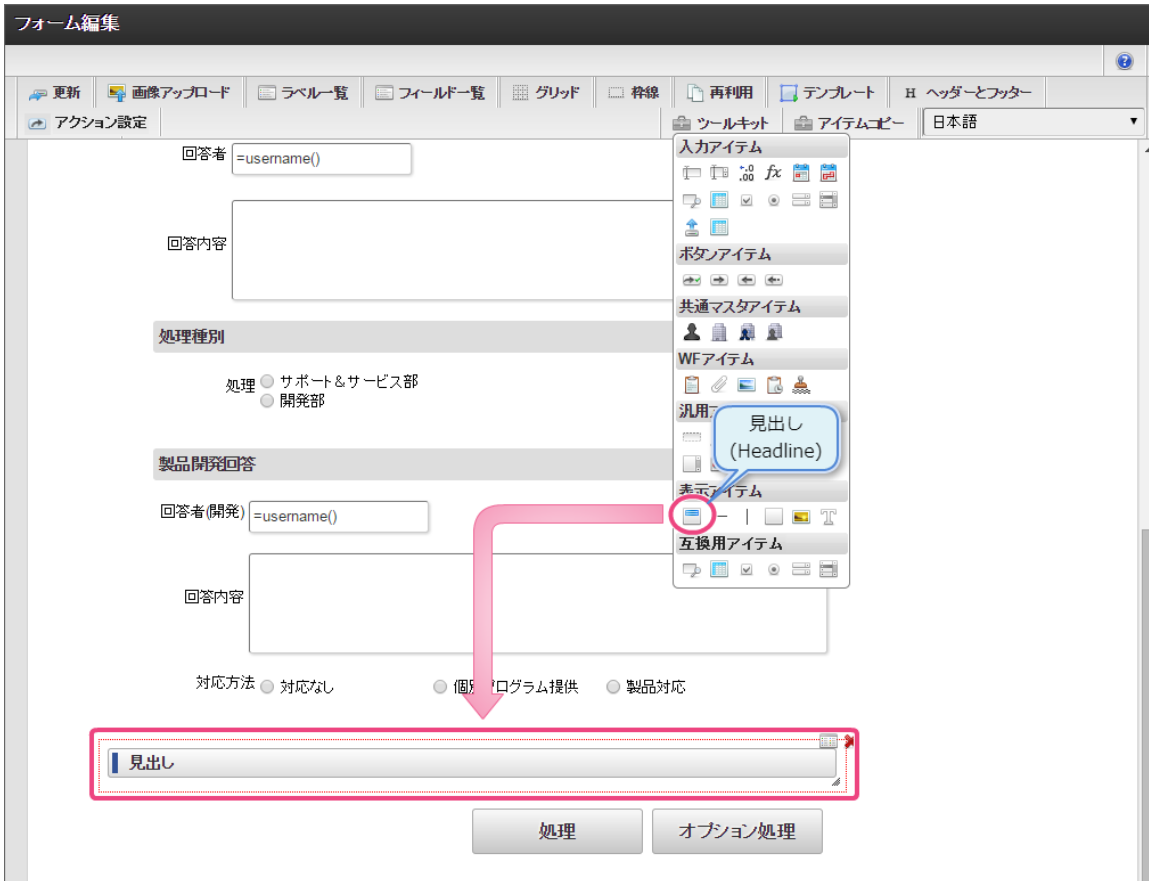 フォーム編集
更新 画像アップロード ラベル一覧 フィールド一覧 グリッド 枠線 再利用 テンプレート H ヘッダーとフッター
アクション設定 ツールキット アイテムコピー 日本語
入力アイテム
回答者 =username()
fx
回答内容
ボタンアイテム
共通マスタアイテム
処理種別
WFアイテム
処理 サポート&サービス部
開発部
汎用
見出し
(Headline)
製品開発回答
表示アイテム
回答者(開発) =username()
互換用アイテム
回答内容
対応方法 対応なし 個別プログラム提供 製品対応
見出し
処理 オプション処理